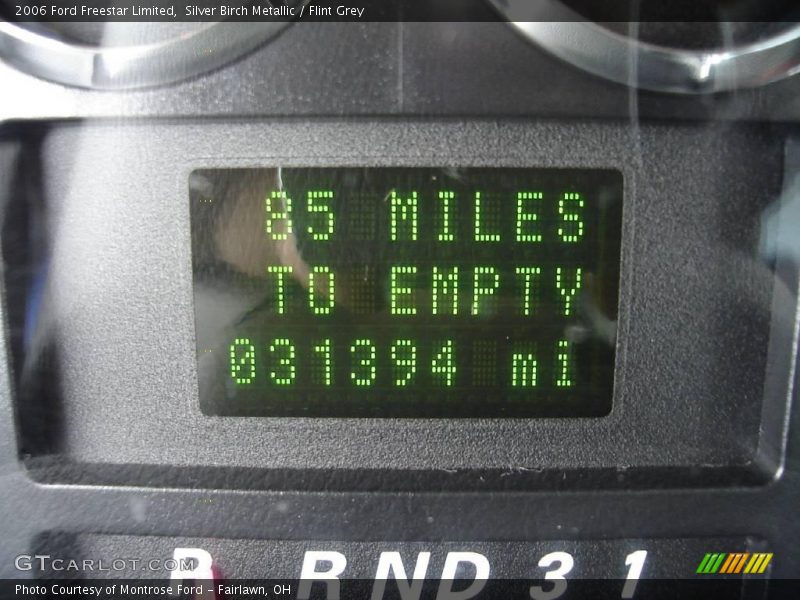 2006 Ford Freestar Limited,  Silver Birch Metallic / Flint Grey
85 MILES
TO EMPTY
031394 mi
R RND 3 1
GTCARLOT.COM
Photo Courtesy of Montrose Ford - Fairlawn, OH